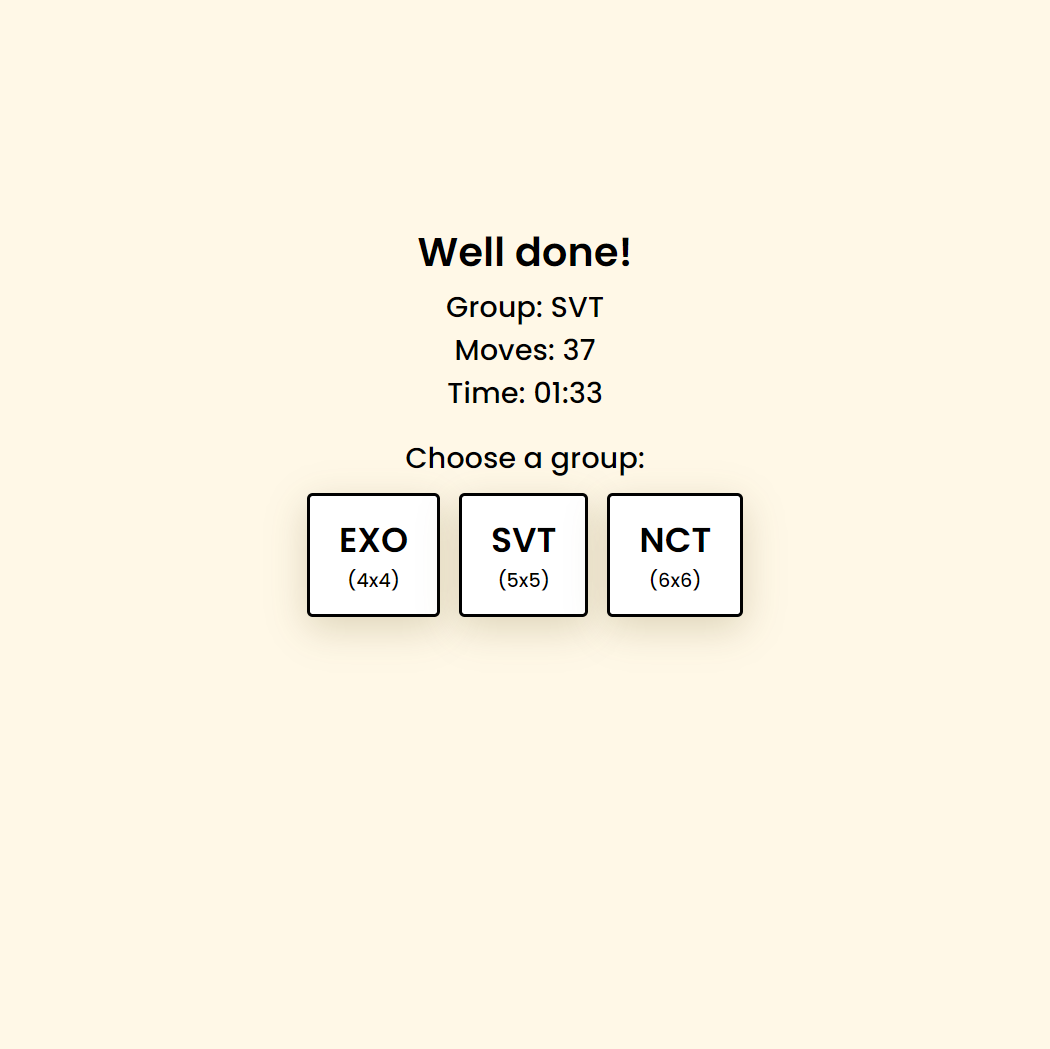 Well done!
Group: SVT
Moves: 37
Time: 01:33
Choose a group:
EXO SVT NCT
(4x4) (5x5) (6x6)